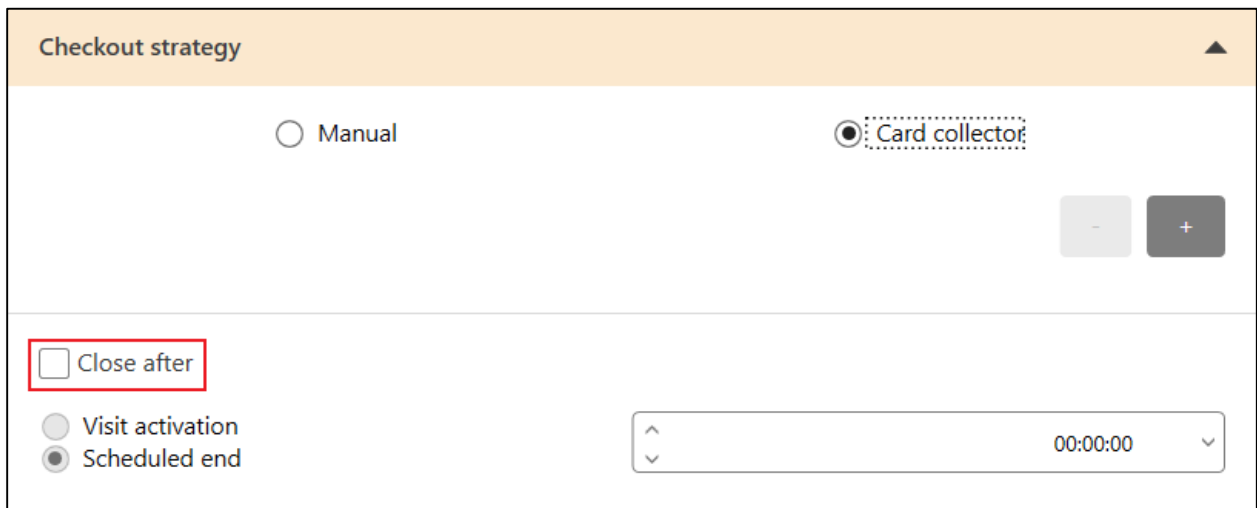 Checkout strategy
Manual
Card collector
-
+
Close after
Visit activation
Scheduled end
00:00:00